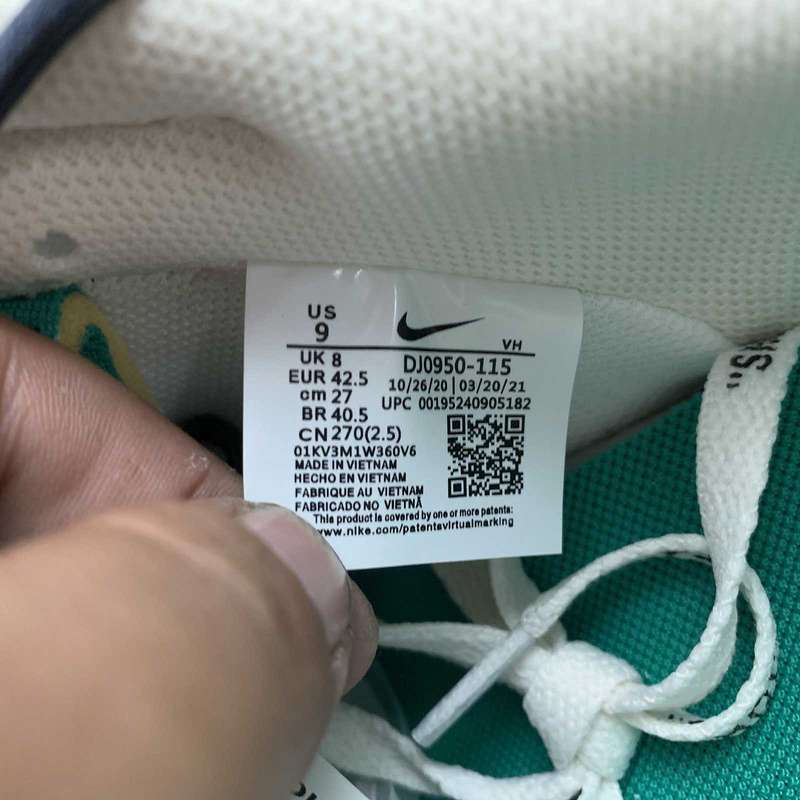 US
9
VH
UK 8
EUR 42.5
cm 27
BR 40.5
CN 270(2.5)
DJ0950-115
10/26/20 | 03/20/21
UPC 00195240905182
01KV3M1W360V6
MADE IN VIETNAM
HECHO EN VIETNAM
FABRIQUE AU VIETNAM
FABRICADO NO VIETNÃ
This product is covered by one or more patents:
www.nike.com/patentsvirtualmarking